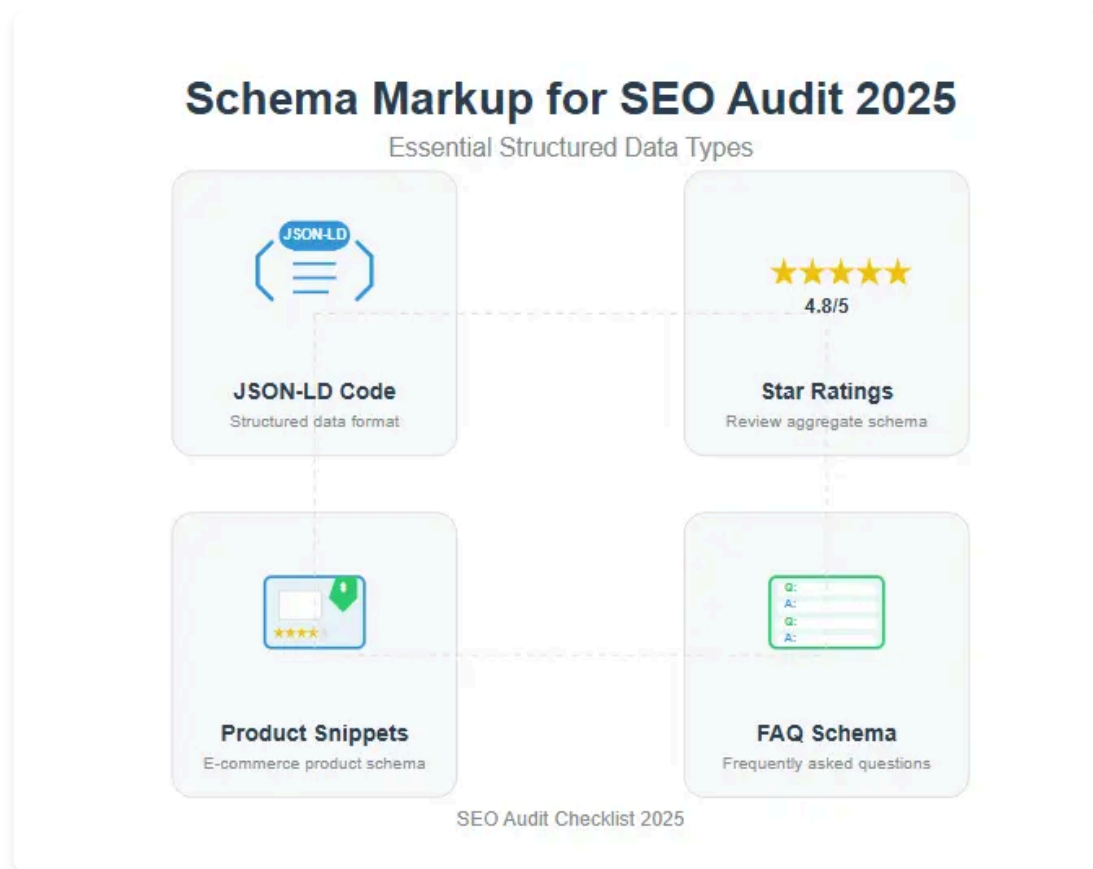 Schema Markup for SEO Audit 2025
Essential Structured Data Types
JSON-LD
JSON-LD Code
Structured data format
4.8/5
Star Ratings
Review aggregate schema
$
Product Snippets
E-commerce product schema
Q:
A:
Q:
A:
FAQ Schema
Frequently asked questions
SEO Audit Checklist 2025